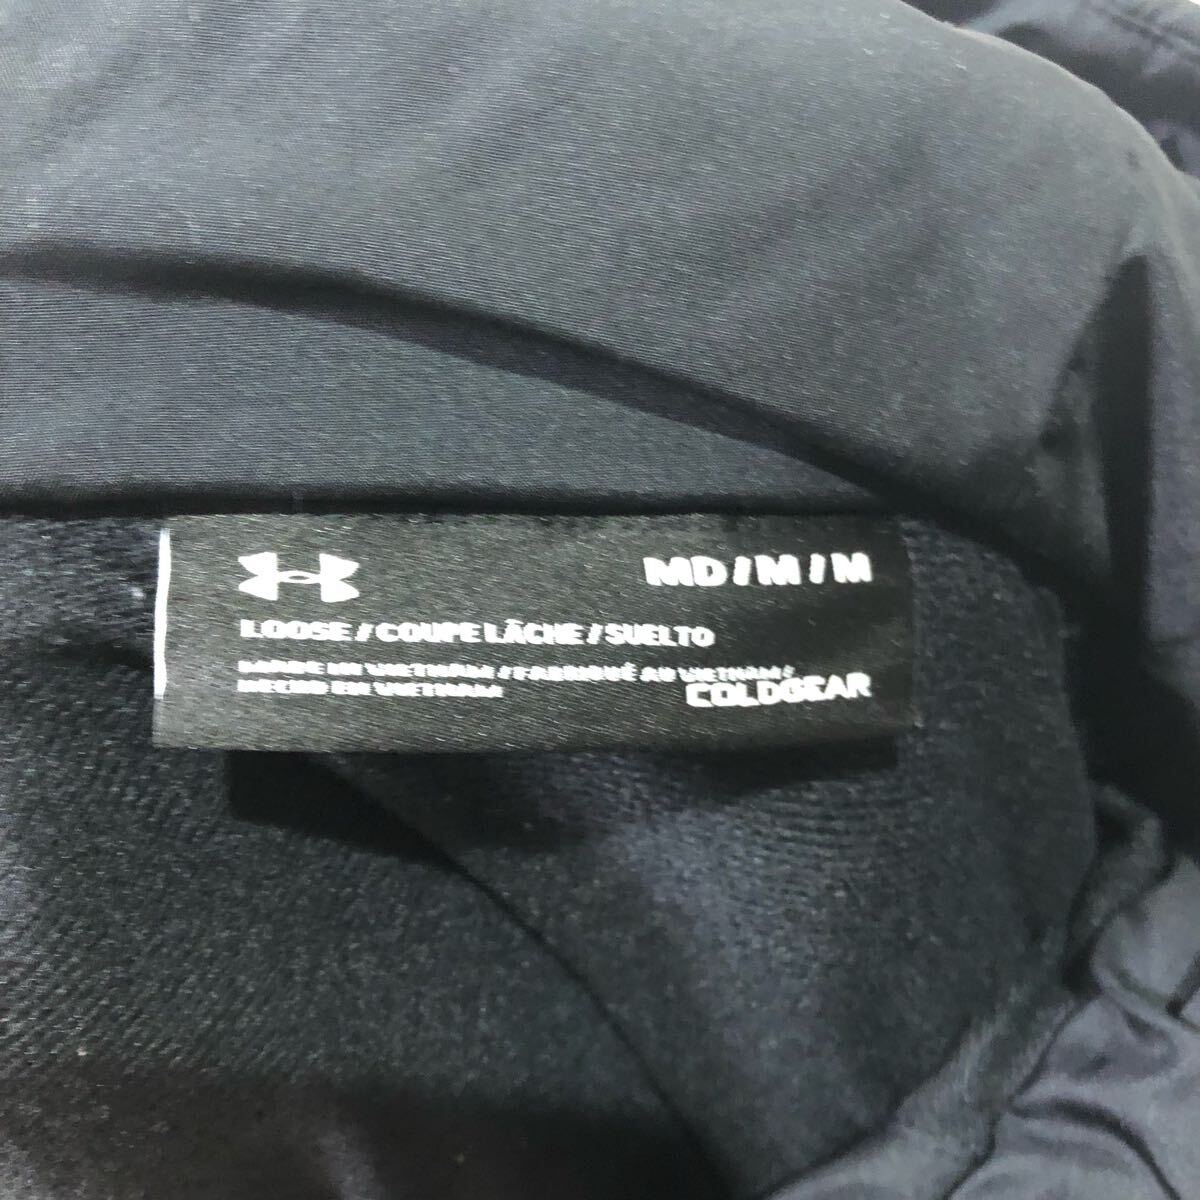 MD/M/M
LOOSE/COUPE LÂCHE/SUELTO
MADE IN VIETNAM/FABRIQUÉ AU VIETNAM/
HECHO EN VIETNAM
COLDGEAR